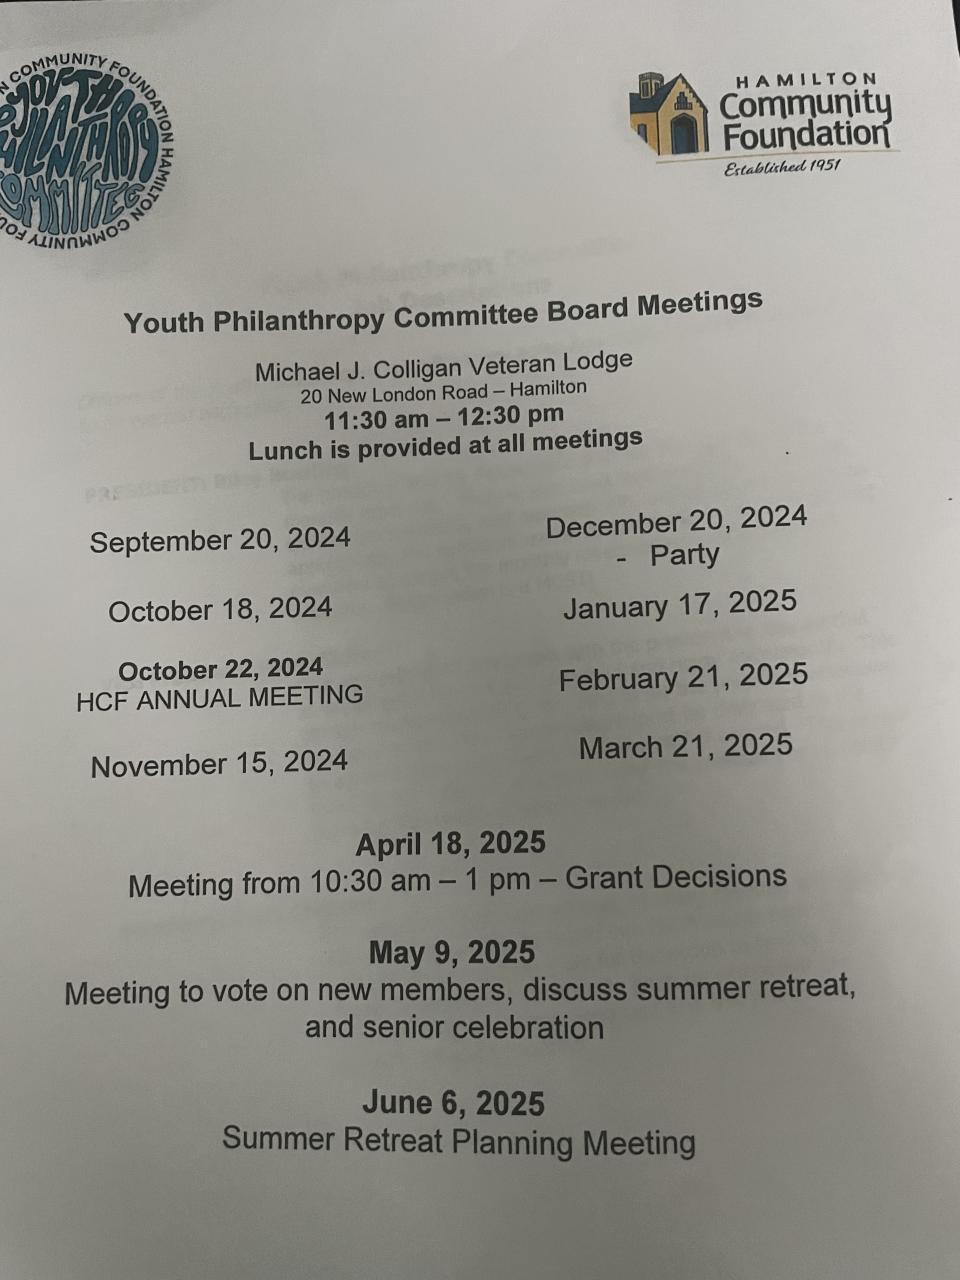 N COMMUNITY FOUNDATION HAMILTON COMMUNITY FOU
YOUTH
PHILANTHROPY
COMMITTEE
HAMILTON
Community
Foundation
Established 1951
Youth Philanthropy Committee Board Meetings
Michael J. Colligan Veteran Lodge
20 New London Road – Hamilton
11:30 am – 12:30 pm
Lunch is provided at all meetings
September 20, 2024
October 18, 2024
October 22, 2024
HCF ANNUAL MEETING
November 15, 2024
December 20, 2024
- Party
January 17, 2025
February 21, 2025
March 21, 2025
April 18, 2025
Meeting from 10:30 am – 1 pm – Grant Decisions
May 9, 2025
Meeting to vote on new members, discuss summer retreat,
and senior celebration
June 6, 2025
Summer Retreat Planning Meeting